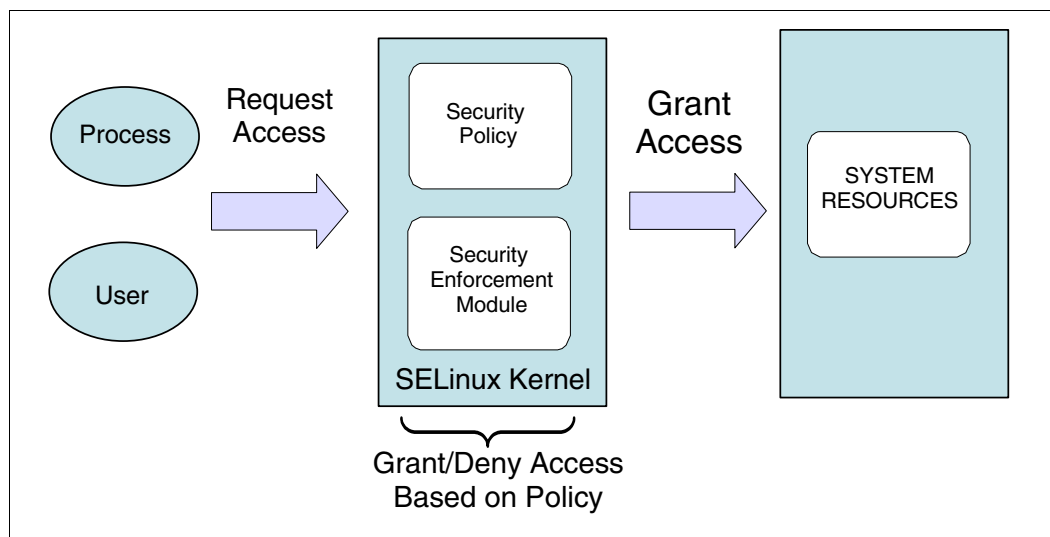 Process
User
Request
Access
Security
Policy
Security
Enforcement
Module
SELinux Kernel
Grant/Deny Access
Based on Policy
Grant
Access
SYSTEM
RESOURCES